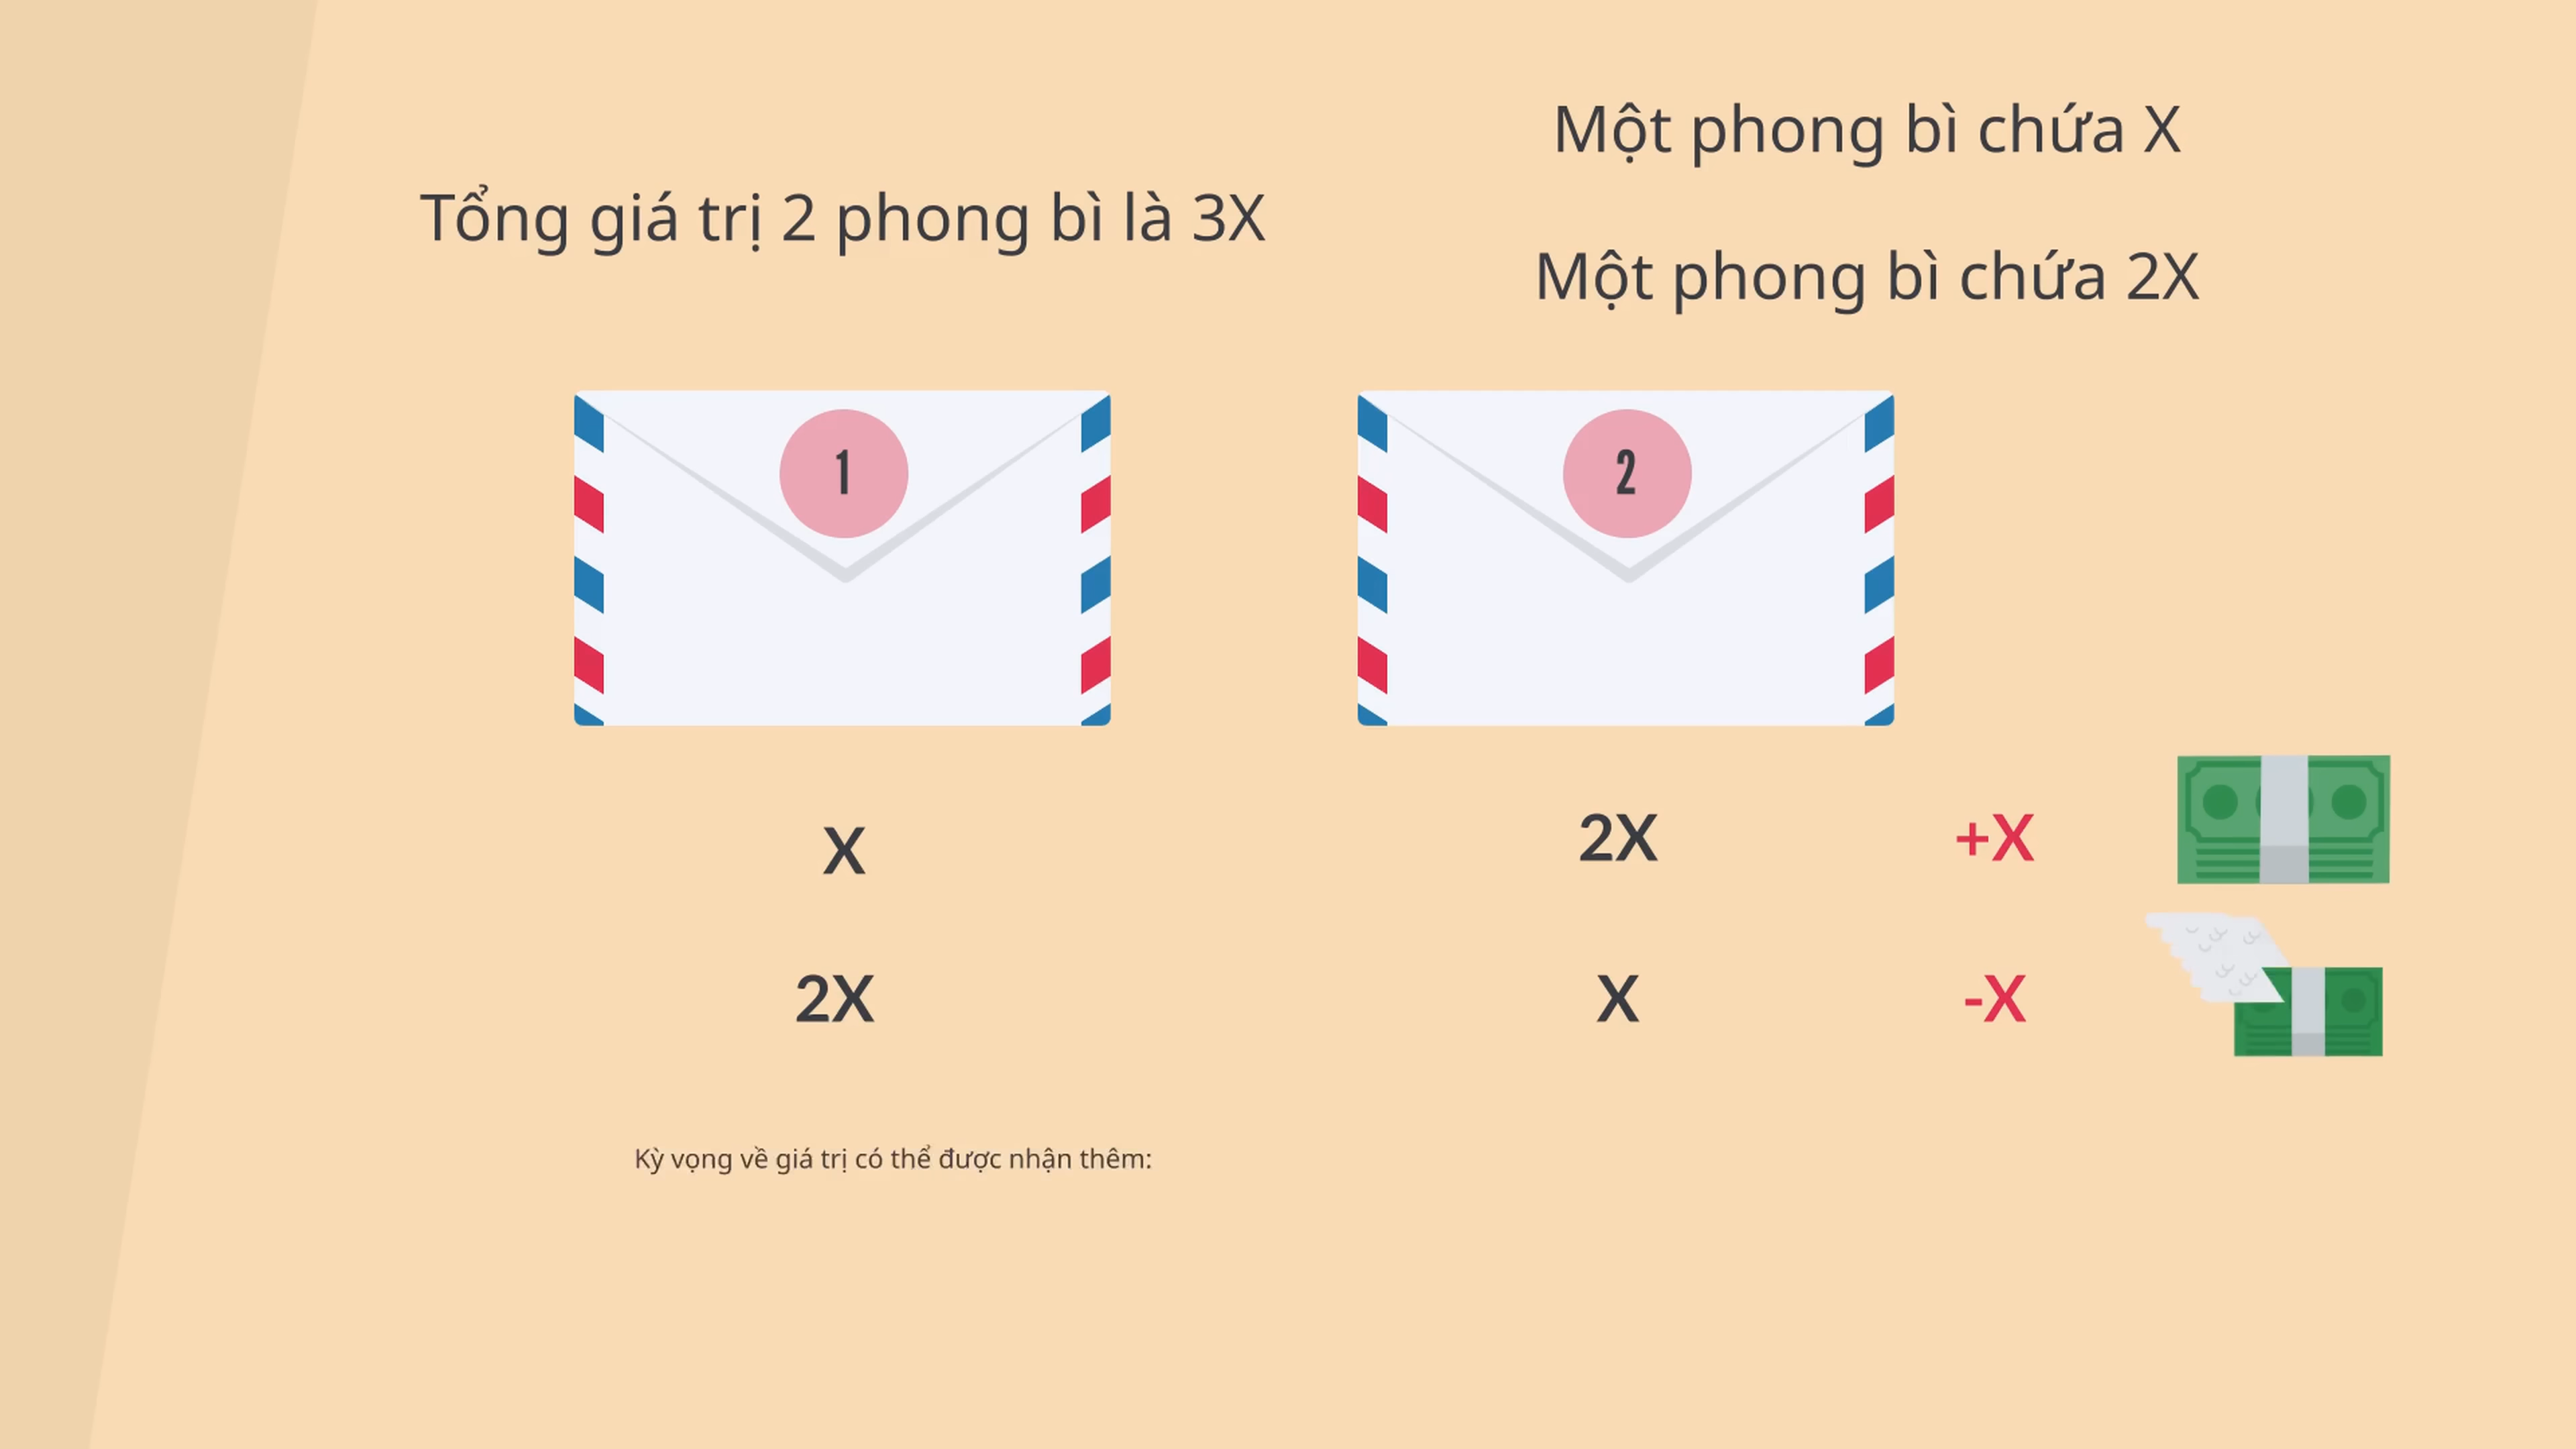 Tổng giá trị 2 phong bì là 3X
Một phong bì chứa X
Một phong bì chứa 2X
1
2
X
2X
+X
2X
X
-X
Kỳ vọng về giá trị có thể được nhận thêm: